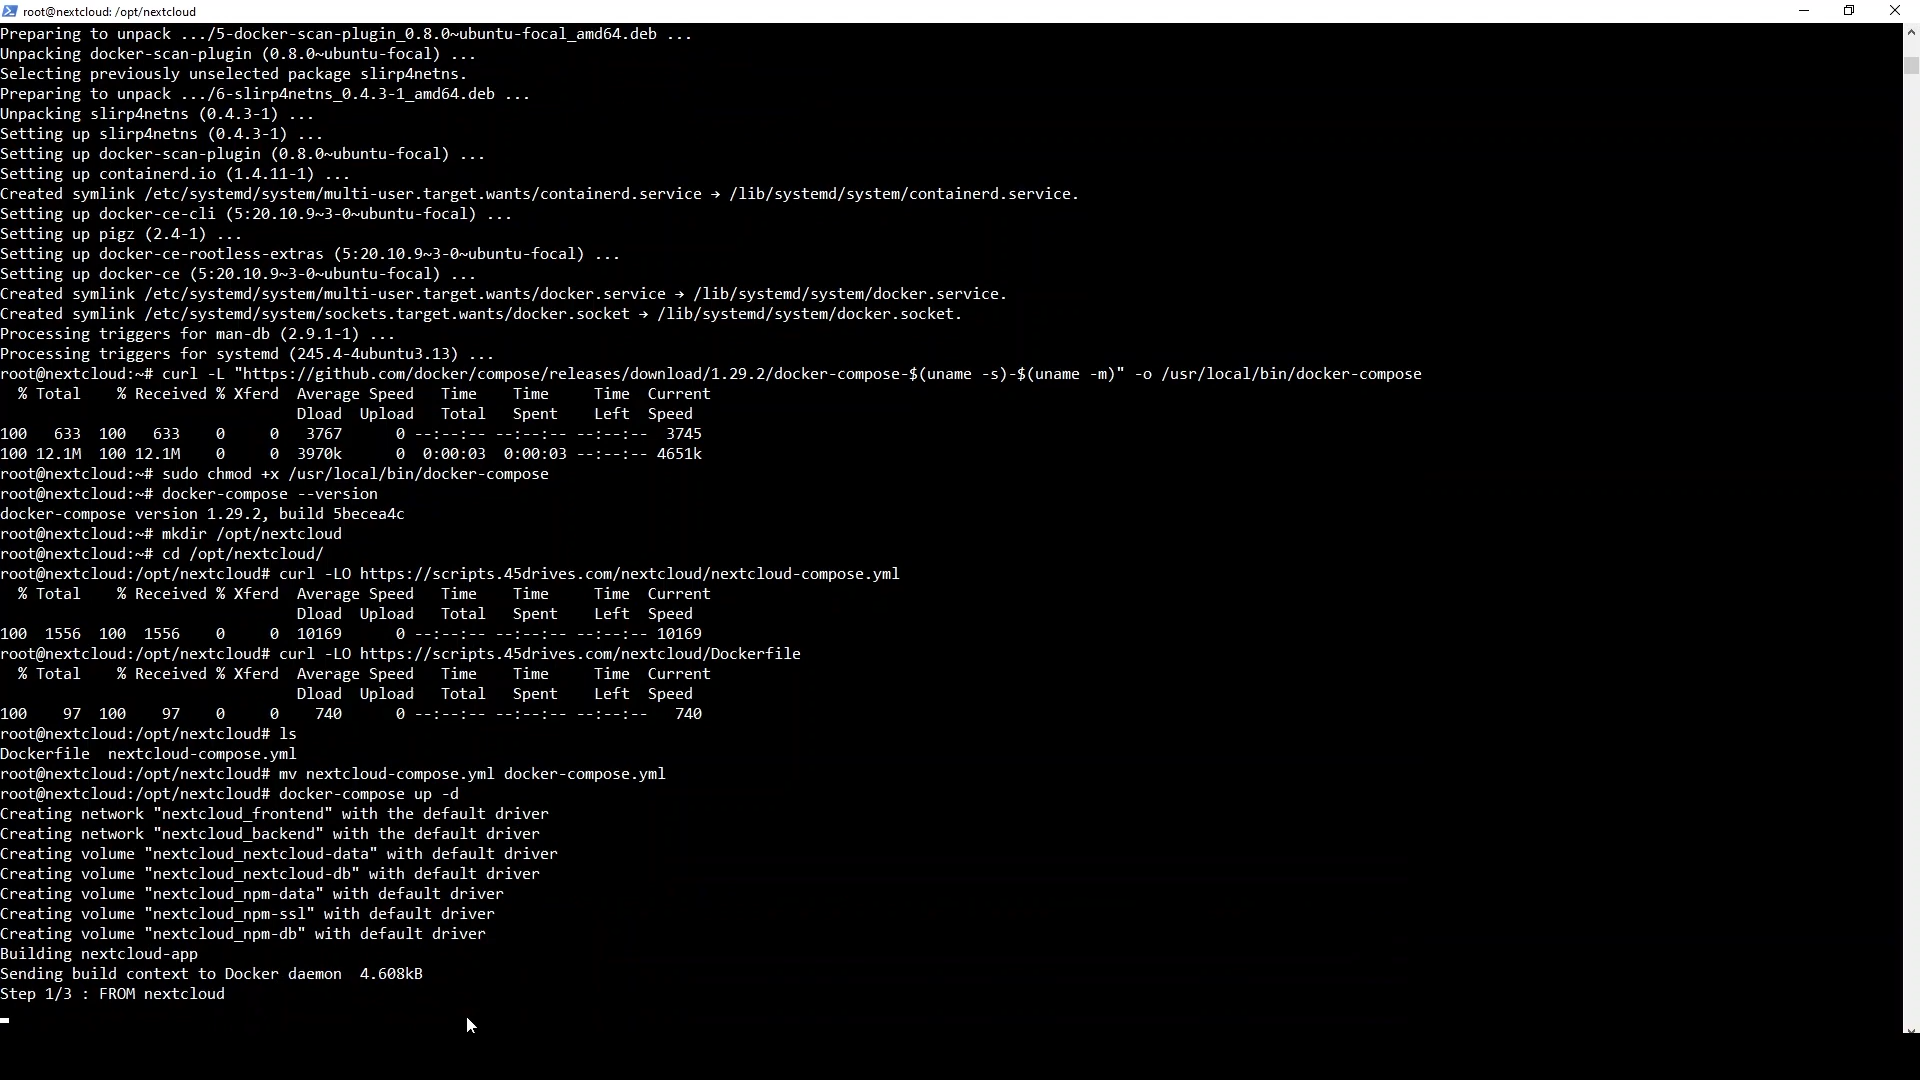 root@nextcloud: /opt/nextcloud
Preparing to unpack .../5-docker-scan-plugin_0.8.0~ubuntu-focal_amd64.deb ...
Unpacking docker-scan-plugin (0.8.0~ubuntu-focal) ...
Selecting previously unselected package slirp4netns.
Preparing to unpack .../6-slirp4netns_0.4.3-1_amd64.deb ...
Unpacking slirp4netns (0.4.3-1) ...
Setting up slirp4netns (0.4.3-1) ...
Setting up docker-scan-plugin (0.8.0~ubuntu-focal) ...
Setting up containerd.io (1.4.11-1) ...
Created symlink /etc/systemd/system/multi-user.target.wants/containerd.service → /lib/systemd/system/containerd.service.
Setting up docker-ce-cli (5:20.10.9~3-0~ubuntu-focal) ...
Setting up pigz (2.4-1) ...
Setting up docker-ce-rootless-extras (5:20.10.9~3-0~ubuntu-focal) ...
Setting up docker-ce (5:20.10.9~3-0~ubuntu-focal) ...
Created symlink /etc/systemd/system/multi-user.target.wants/docker.service → /lib/systemd/system/docker.service.
Created symlink /etc/systemd/system/sockets.target.wants/docker.socket → /lib/systemd/system/docker.socket.
Processing triggers for man-db (2.9.1-1) ...
Processing triggers for systemd (245.4-4ubuntu3.13) ...
root@nextcloud:~# curl -L "https://github.com/docker/compose/releases/download/1.29.2/docker-compose-$(uname -s)-$(uname -m)" -o /usr/local/bin/docker-compose
  % Total    % Received % Xferd  Average Speed   Time    Time     Time  Current
                                 Dload  Upload   Total   Spent    Left  Speed
100   633  100   633    0     0   3767      0 --:--:-- --:--:-- --:--:--  3745
100 12.1M  100 12.1M    0     0  3970k      0  0:00:03  0:00:03 --:--:-- 4651k
root@nextcloud:~# sudo chmod +x /usr/local/bin/docker-compose
root@nextcloud:~# docker-compose --version
docker-compose version 1.29.2, build 5becea4c
root@nextcloud:~# mkdir /opt/nextcloud
root@nextcloud:~# cd /opt/nextcloud/
root@nextcloud:/opt/nextcloud# curl -LO https://scripts.45drives.com/nextcloud/nextcloud-compose.yml
  % Total    % Received % Xferd  Average Speed   Time    Time     Time  Current
                                 Dload  Upload   Total   Spent    Left  Speed
100  1556  100  1556    0     0  10169      0 --:--:-- --:--:-- --:--:-- 10169
root@nextcloud:/opt/nextcloud# curl -LO https://scripts.45drives.com/nextcloud/Dockerfile
  % Total    % Received % Xferd  Average Speed   Time    Time     Time  Current
                                 Dload  Upload   Total   Spent    Left  Speed
100    97  100    97    0     0    740      0 --:--:-- --:--:-- --:--:--   740
root@nextcloud:/opt/nextcloud# ls
Dockerfile  nextcloud-compose.yml
root@nextcloud:/opt/nextcloud# mv nextcloud-compose.yml docker-compose.yml
root@nextcloud:/opt/nextcloud# docker-compose up -d
Creating network "nextcloud_frontend" with the default driver
Creating network "nextcloud_backend" with the default driver
Creating volume "nextcloud_nextcloud-data" with default driver
Creating volume "nextcloud_nextcloud-db" with default driver
Creating volume "nextcloud_npm-data" with default driver
Creating volume "nextcloud_npm-ssl" with default driver
Creating volume "nextcloud_npm-db" with default driver
Building nextcloud-app
Sending build context to Docker daemon  4.608kB
Step 1/3 : FROM nextcloud